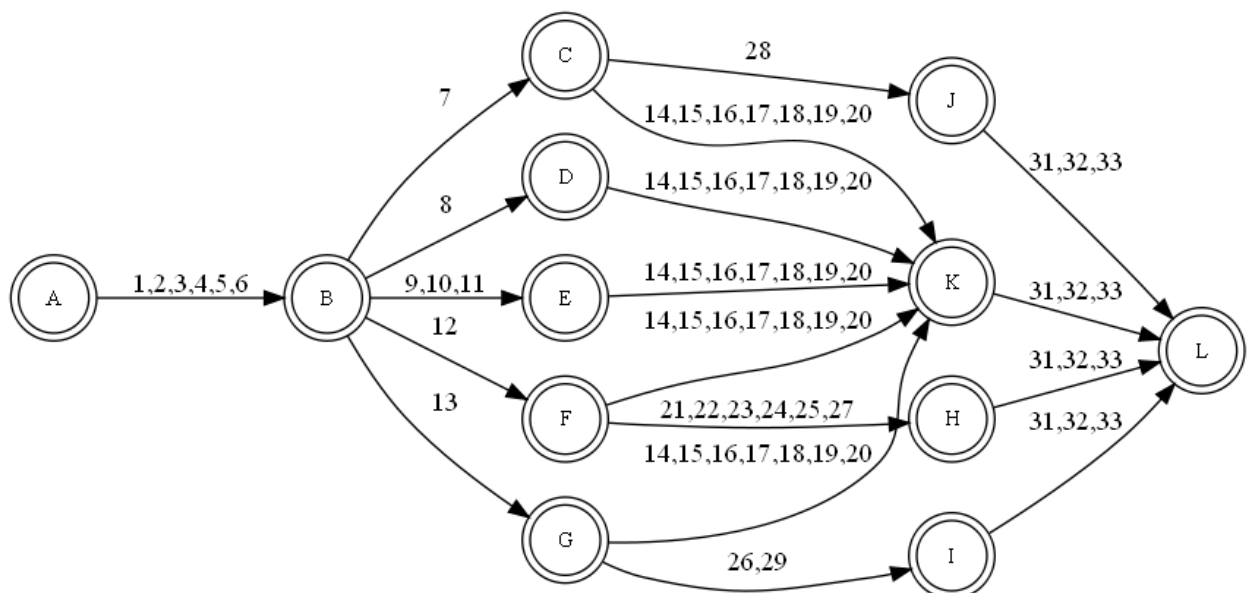 C
28
J
7
14,15,16,17,18,19,20
31,32,33
D
14,15,16,17,18,19,20
8
A
1,2,3,4,5,6
B
9,10,11
E
14,15,16,17,18,19,20
K
31,32,33
12
14,15,16,17,18,19,20
L
31,32,33
13
F
21,22,23,24,25,27
H
31,32,33
14,15,16,17,18,19,20
G
26,29
I